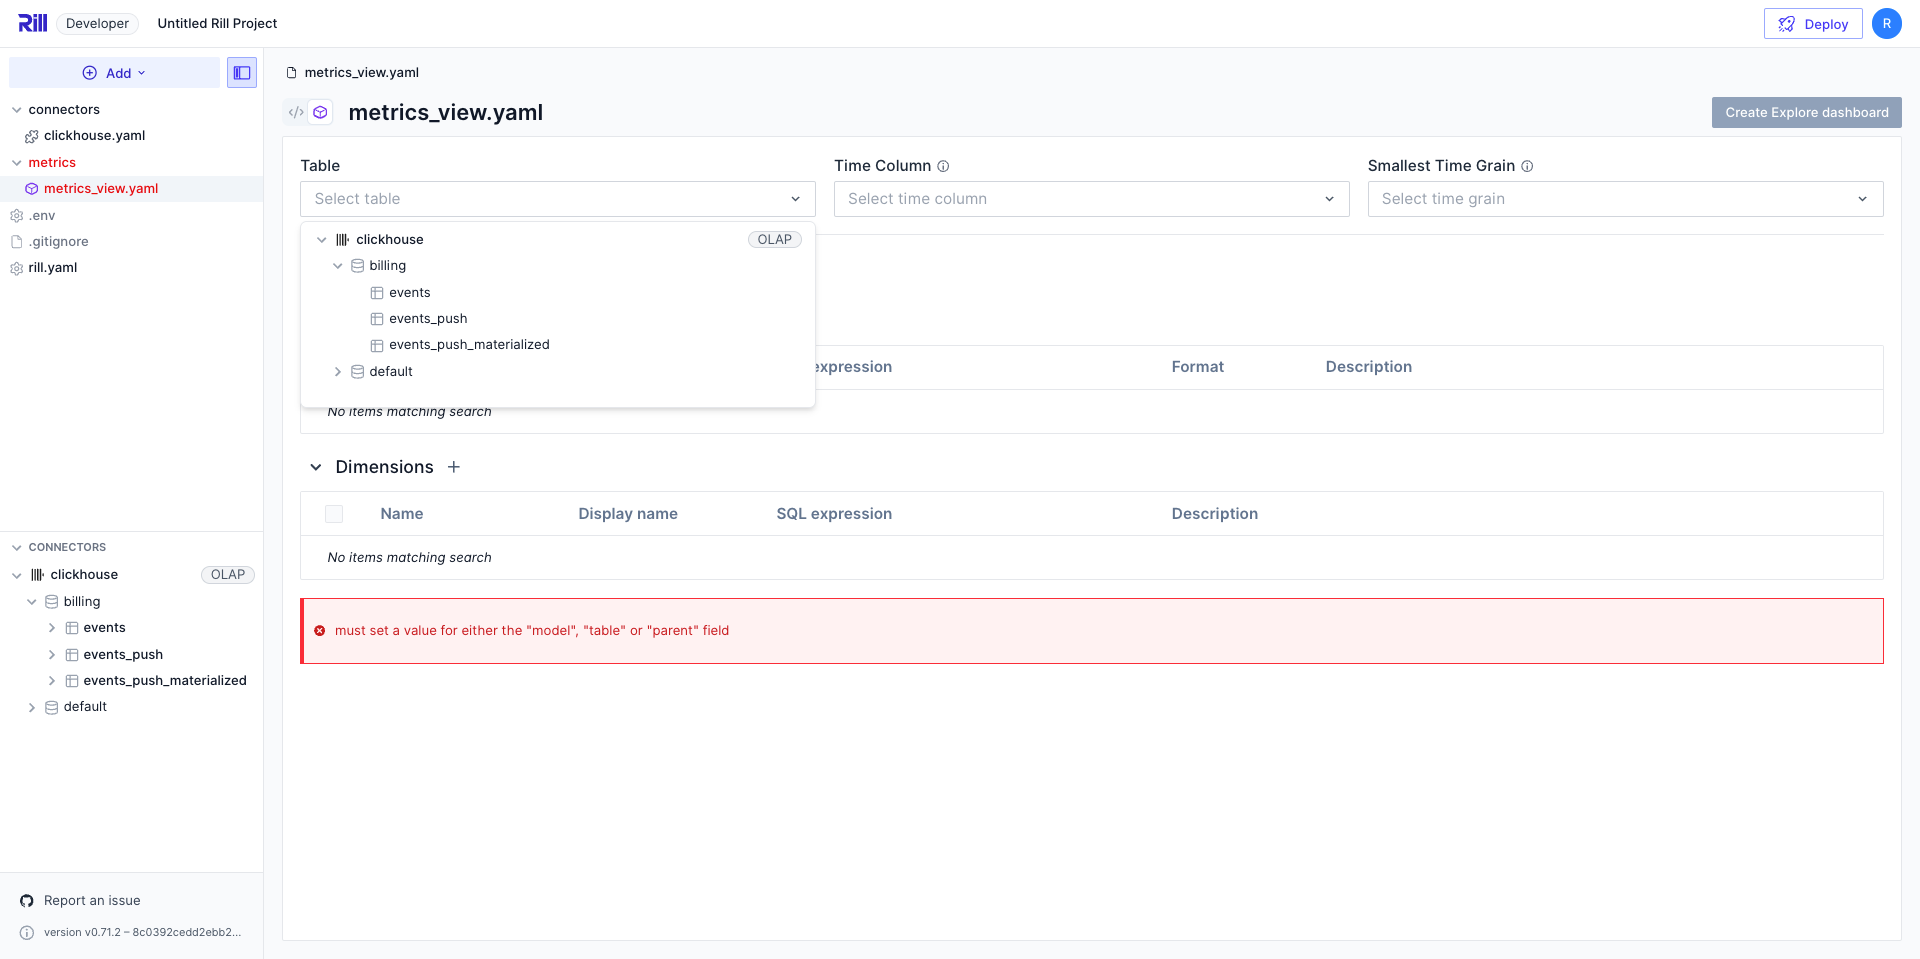 Rill Developer Untitled Rill Project Deploy R
Add
connectors
clickhouse.yaml
metrics
metrics_view.yaml
.env
.gitignore
rill.yaml
CONNECTORS
clickhouse OLAP
billing
events
events_push
events_push_materialized
default
Report an issue
version v0.71.2 – 8c0392cedd2ebb2...
metrics_view.yaml
metrics_view.yaml Create Explore dashboard
Table Time Column Smallest Time Grain
Select table Select time column Select time grain
clickhouse OLAP
billing
events
events_push
events_push_materialized
default
expression Format Description
No items matching search
Dimensions
Name Display name SQL expression Description
No items matching search
must set a value for either the "model", "table" or "parent" field